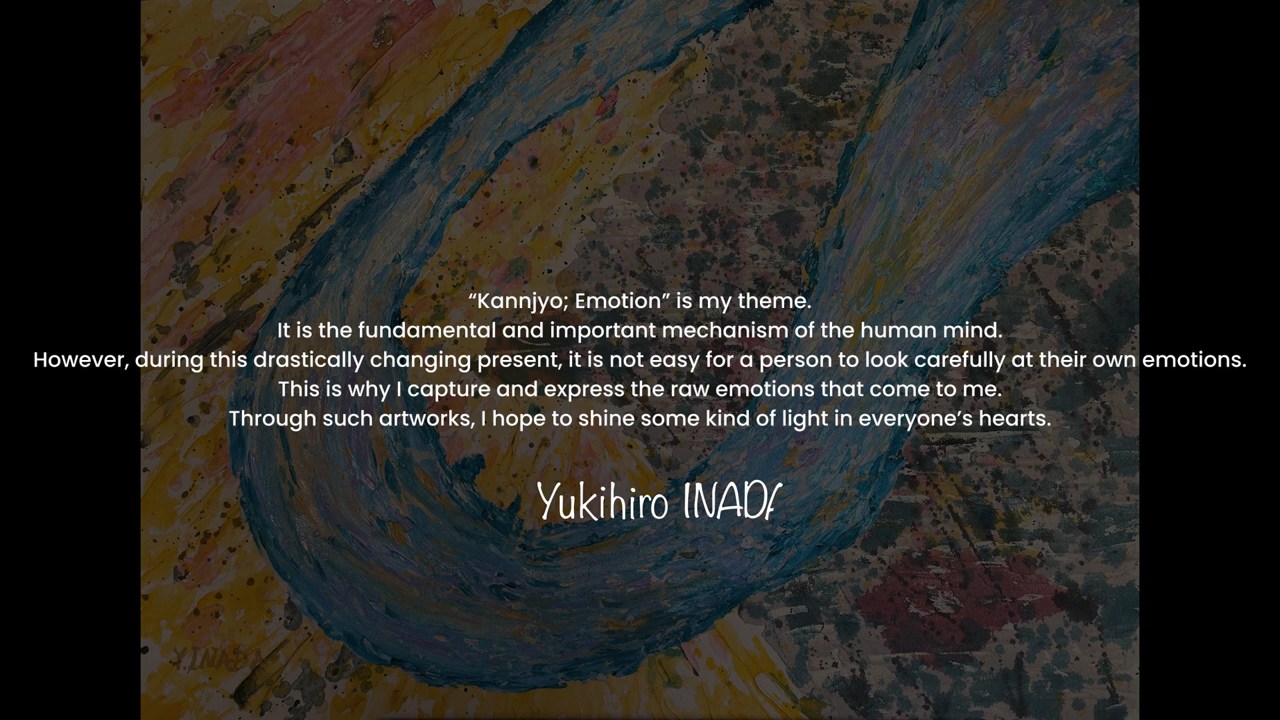 “Kannjyo; Emotion” is my theme.
It is the fundamental and important mechanism of the human mind.
However, during this drastically changing present, it is not easy for a person to look carefully at their own emotions.
This is why I capture and express the raw emotions that come to me.
Through such artworks, I hope to shine some kind of light in everyone’s hearts.
Yukihiro INADA
Y.INADA